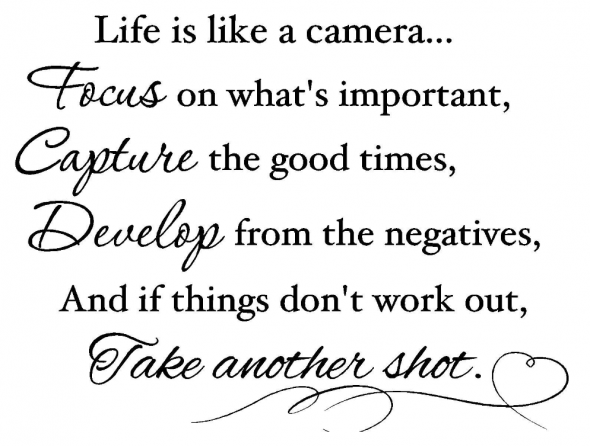 Life is like a camera...
Focus on what's important,
Capture the good times,
Develop from the negatives,
And if things don't work out,
Take another shot.